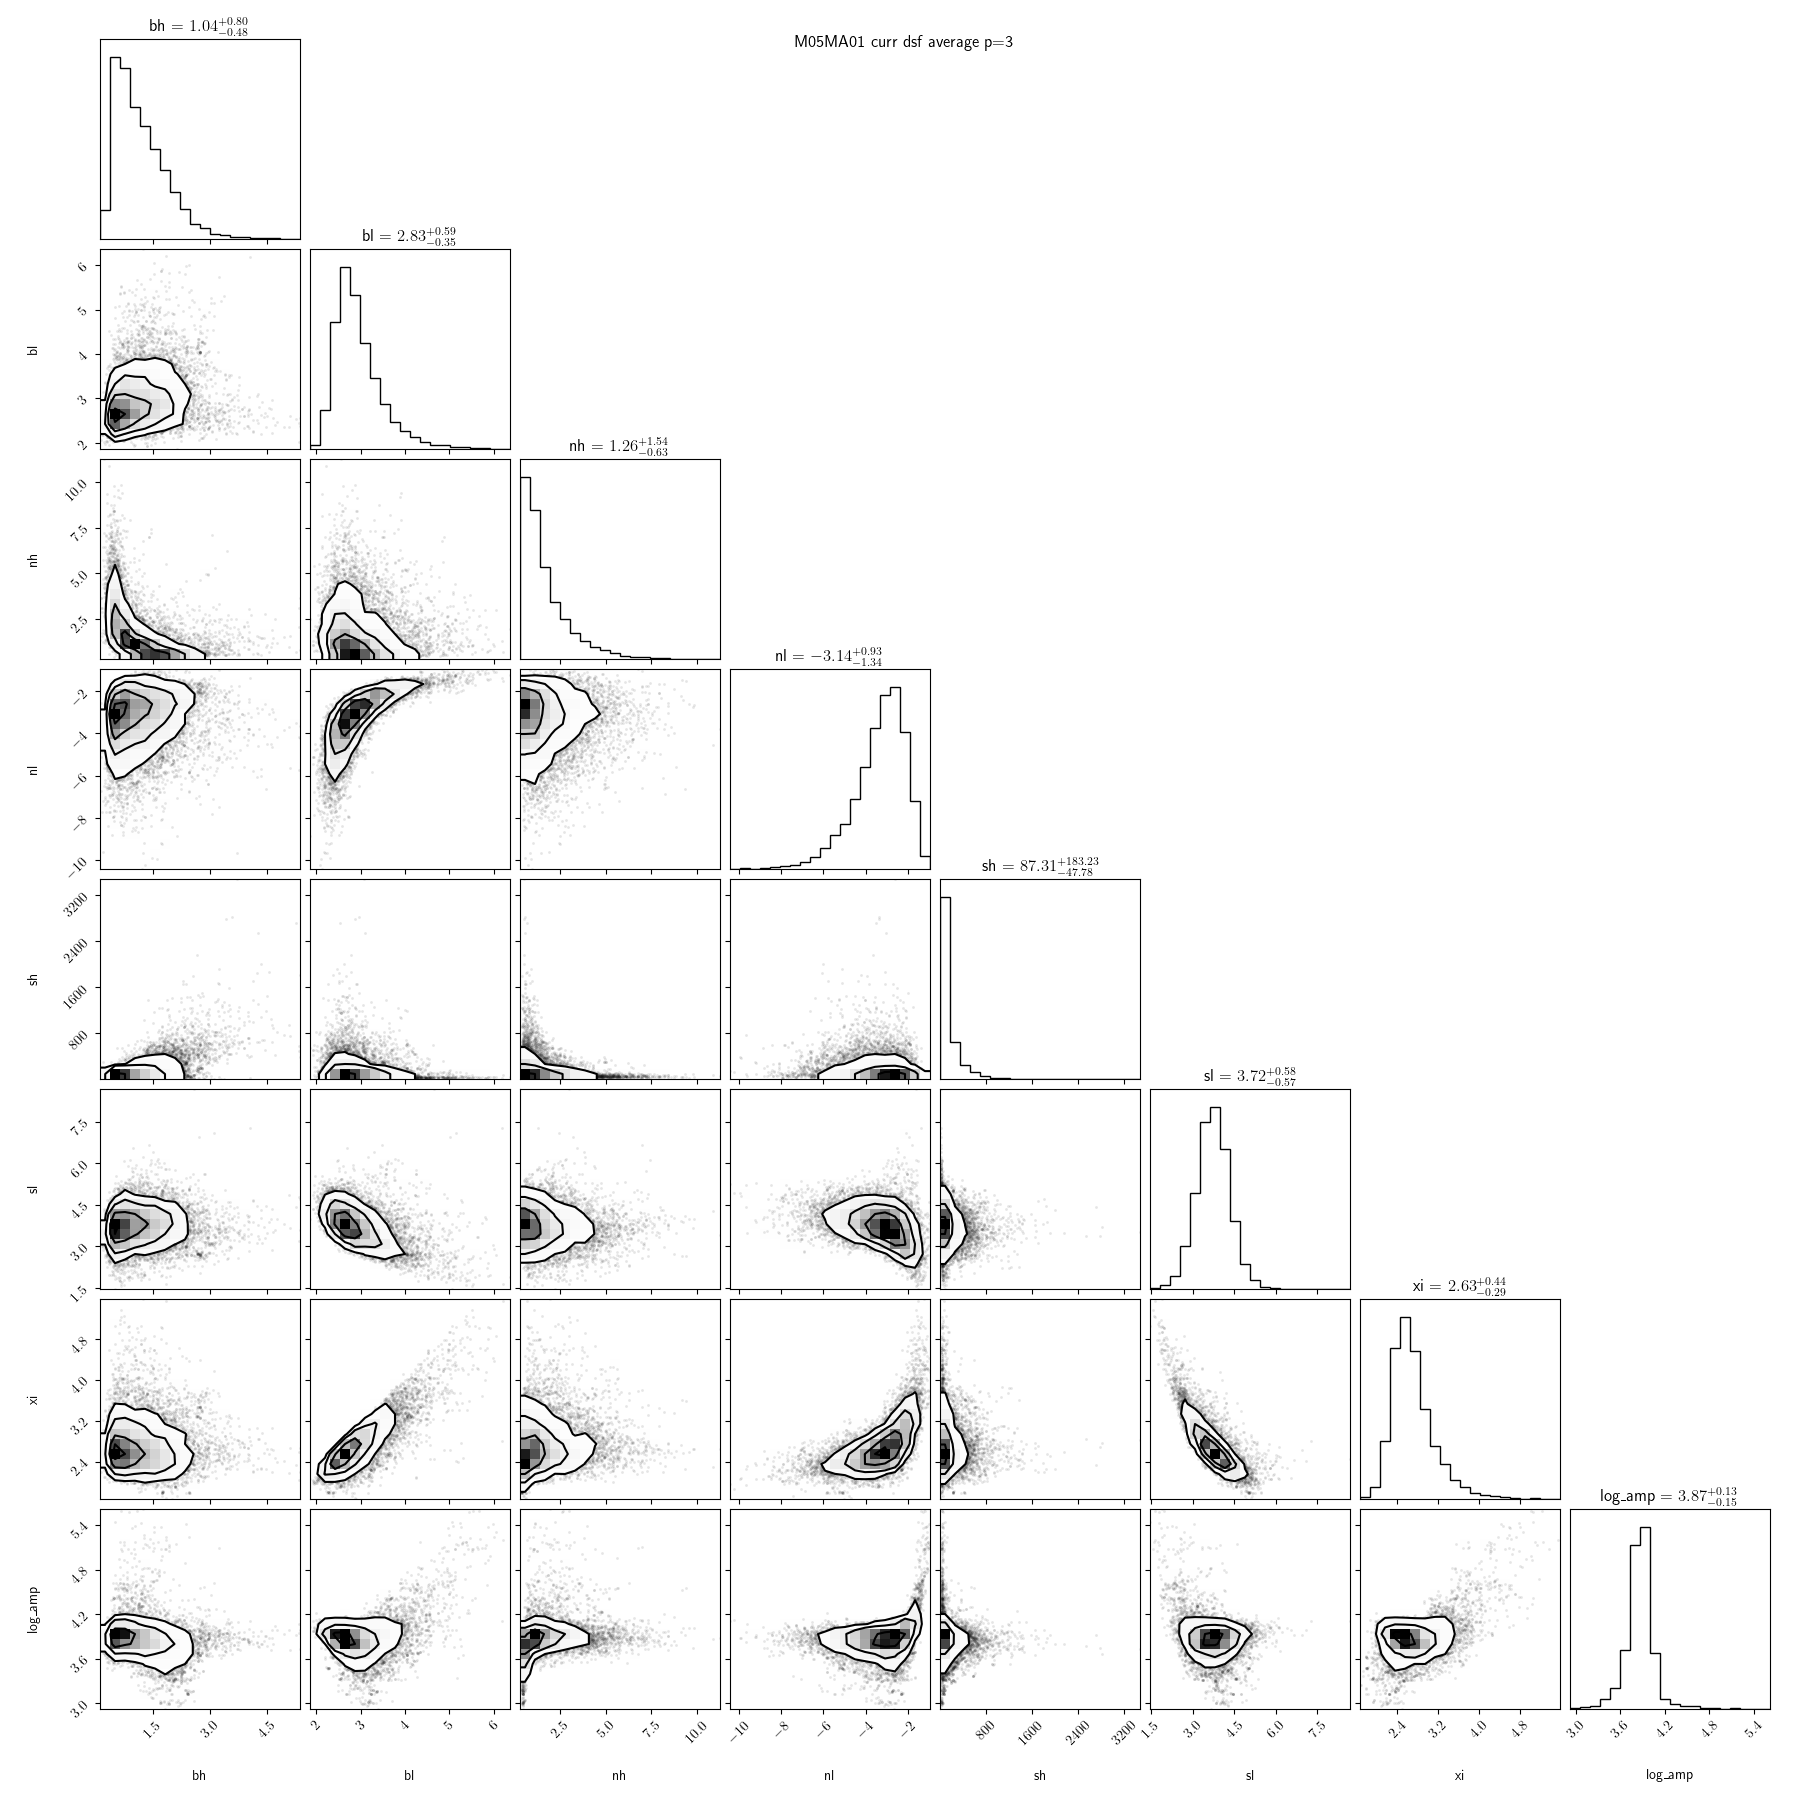 bh = 1.04+0.80−0.48
M05MA01 curr dsf average p=3
bl = 2.83+0.59−0.35
6
5
4
3
2
bl
nh = 1.26+1.54−0.63
10.0
7.5
5.0
2.5
nh
nl = −3.14+0.93−1.34
−2
−4
−6
−8
−10
nl
sh = 87.31+183.23−47.78
3200
2400
1600
800
sh
sl = 3.72+0.58−0.57
7.5
6.0
4.5
3.0
1.5
sl
xi = 2.63+0.44−0.29
4.8
4.0
3.2
2.4
xi
log_amp = 3.87+0.13−0.15
5.4
4.8
4.2
3.6
3.0
log_amp
1.5 3.0 4.5 2 3 4 5 6 2.5 5.0 7.5 10.0 −10 −8 −6 −4 −2 800 1600 2400 3200 1.5 3.0 4.5 6.0 7.5 2.4 3.2 4.0 4.8 3.0 3.6 4.2 4.8 5.4
bh bl nh nl sh sl xi log_amp